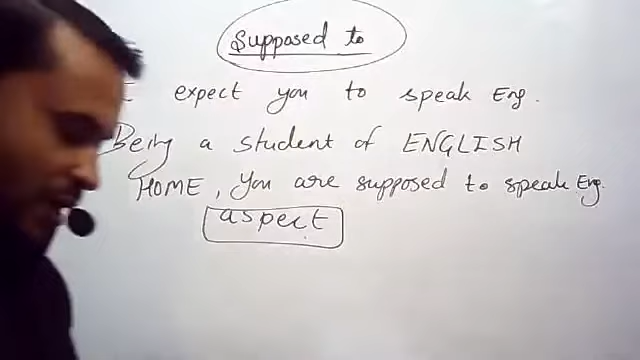 Supposed to
I expect you to speak Eng.
Being a student of ENGLISH
HOME, you are supposed to speak Eng.
aspect